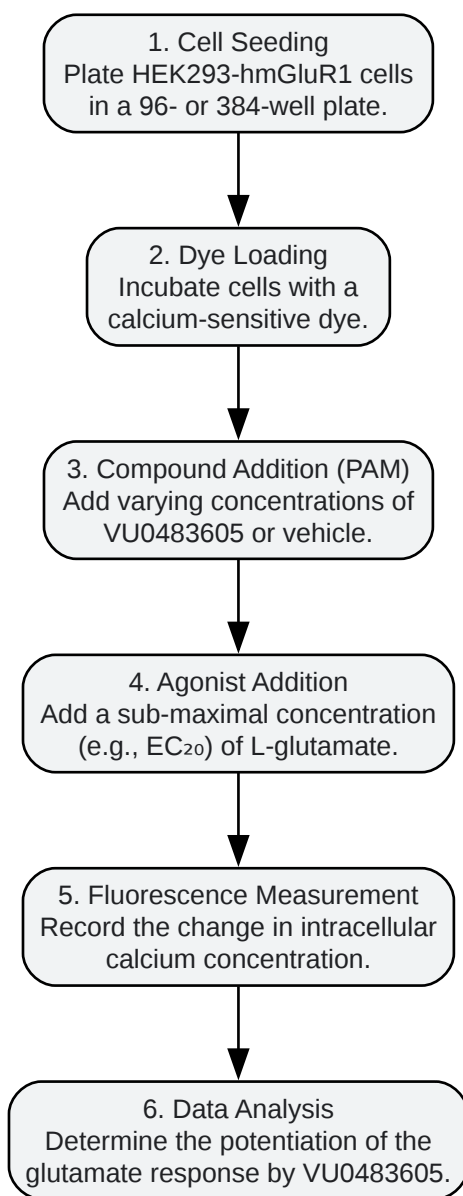 1. Cell Seeding
Plate HEK293-hmGluR1 cells
in a 96- or 384-well plate.
2. Dye Loading
Incubate cells with a
calcium-sensitive dye.
3. Compound Addition (PAM)
Add varying concentrations of
VU0483605 or vehicle.
4. Agonist Addition
Add a sub-maximal concentration
(e.g., EC₂₀) of L-glutamate.
5. Fluorescence Measurement
Record the change in intracellular
calcium concentration.
6. Data Analysis
Determine the potentiation of the
glutamate response by VU0483605.